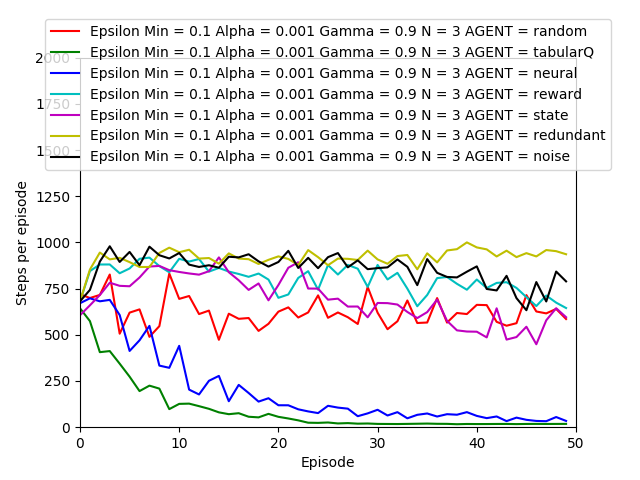 Epsilon Min = 0.1 Alpha = 0.001 Gamma = 0.9 N = 3 AGENT = random
Epsilon Min = 0.1 Alpha = 0.001 Gamma = 0.9 N = 3 AGENT = tabularQ
Epsilon Min = 0.1 Alpha = 0.001 Gamma = 0.9 N = 3 AGENT = neural
Epsilon Min = 0.1 Alpha = 0.001 Gamma = 0.9 N = 3 AGENT = reward
Epsilon Min = 0.1 Alpha = 0.001 Gamma = 0.9 N = 3 AGENT = state
Epsilon Min = 0.1 Alpha = 0.001 Gamma = 0.9 N = 3 AGENT = redundant
Epsilon Min = 0.1 Alpha = 0.001 Gamma = 0.9 N = 3 AGENT = noise
Steps per episode
2000
1750
1500
1250
1000
750
500
250
0
0 10 20 30 40 50
Episode